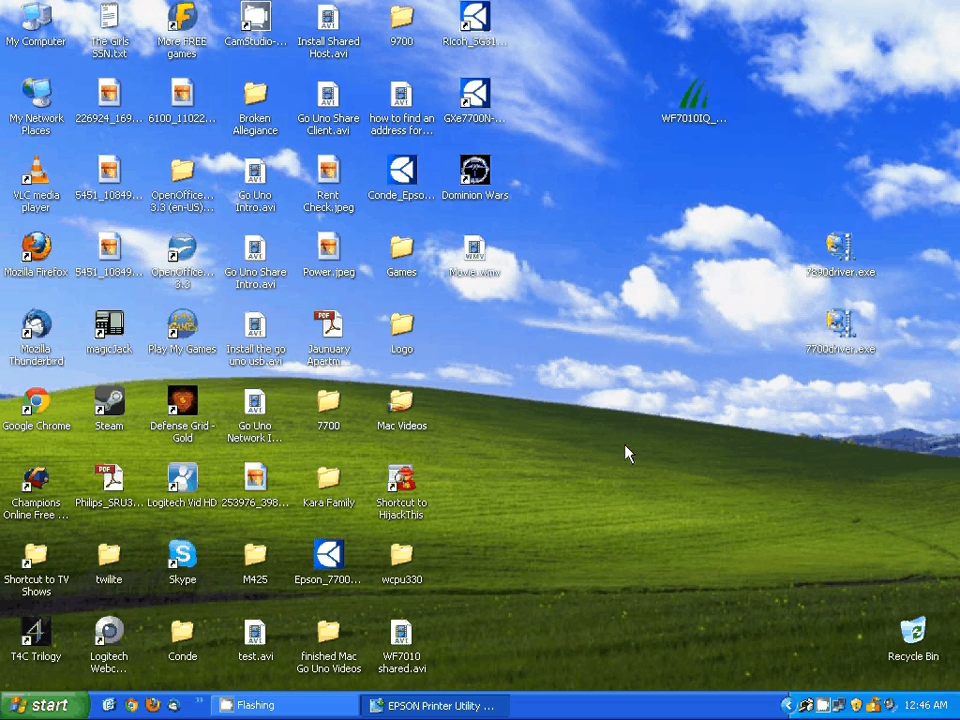 My Computer
The Girls
SSN.txt
More FREE
games
CamStudio-...
Install Shared
Host.avi
9700
Ricoh_SG31...
My Network
Places
226924_169...
6100_11022...
Broken
Allegiance
Go Uno Share
Client.avi
how to find an
address for...
GXe7700N-...
WF7010IQ_...
VLC media
player
5451_10849...
OpenOffice...
3.3 (en-US)...
Go Uno
Intro.avi
Rent
Check.jpeg
Conde_Epso...
Dominion Wars
Mozilla Firefox
5451_10849...
OpenOffice...
3.3
Go Uno Share
Intro.avi
Power.jpeg
Games
Movie.wmv
7890driver.exe
Mozilla
Thunderbird
magicJack
Play My Games
Install the go
uno usb.avi
PDF
Jaunuary
Apartm...
Logo
7700driver.exe
Google Chrome
Steam
Defense Grid -
Gold
Go Uno
Network I...
7700
Mac Videos
Champions
Online Free ...
PDF
Philips_SRU3...
Logitech Vid HD
253976_398...
Kara Family
Shortcut to
HijackThis
Shortcut to TV
Shows
twilite
Skype
M425
Epson_7700...
wcpu330
T4C Trilogy
Logitech
Webc...
Conde
test.avi
finished Mac
Go Uno Videos
WF7010
shared.avi
Recycle Bin
start
Flashing
EPSON Printer Utility ...
12:46 AM